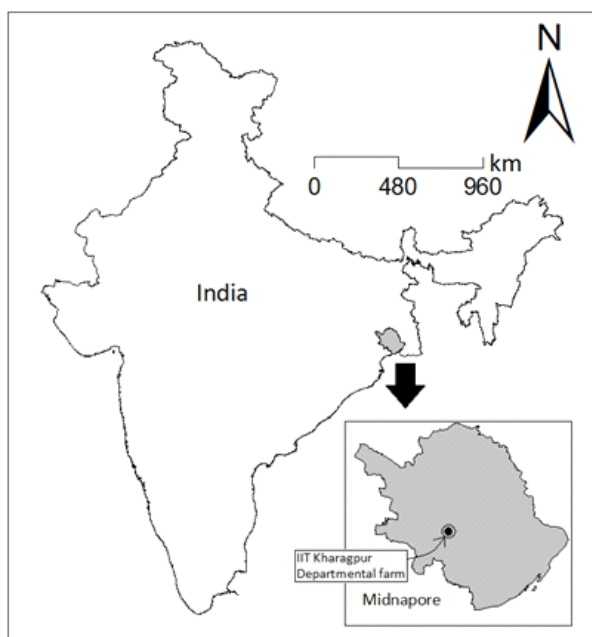 N
km
0 480 960
India
IIT Kharagpur
Departmental farm
Midnapore